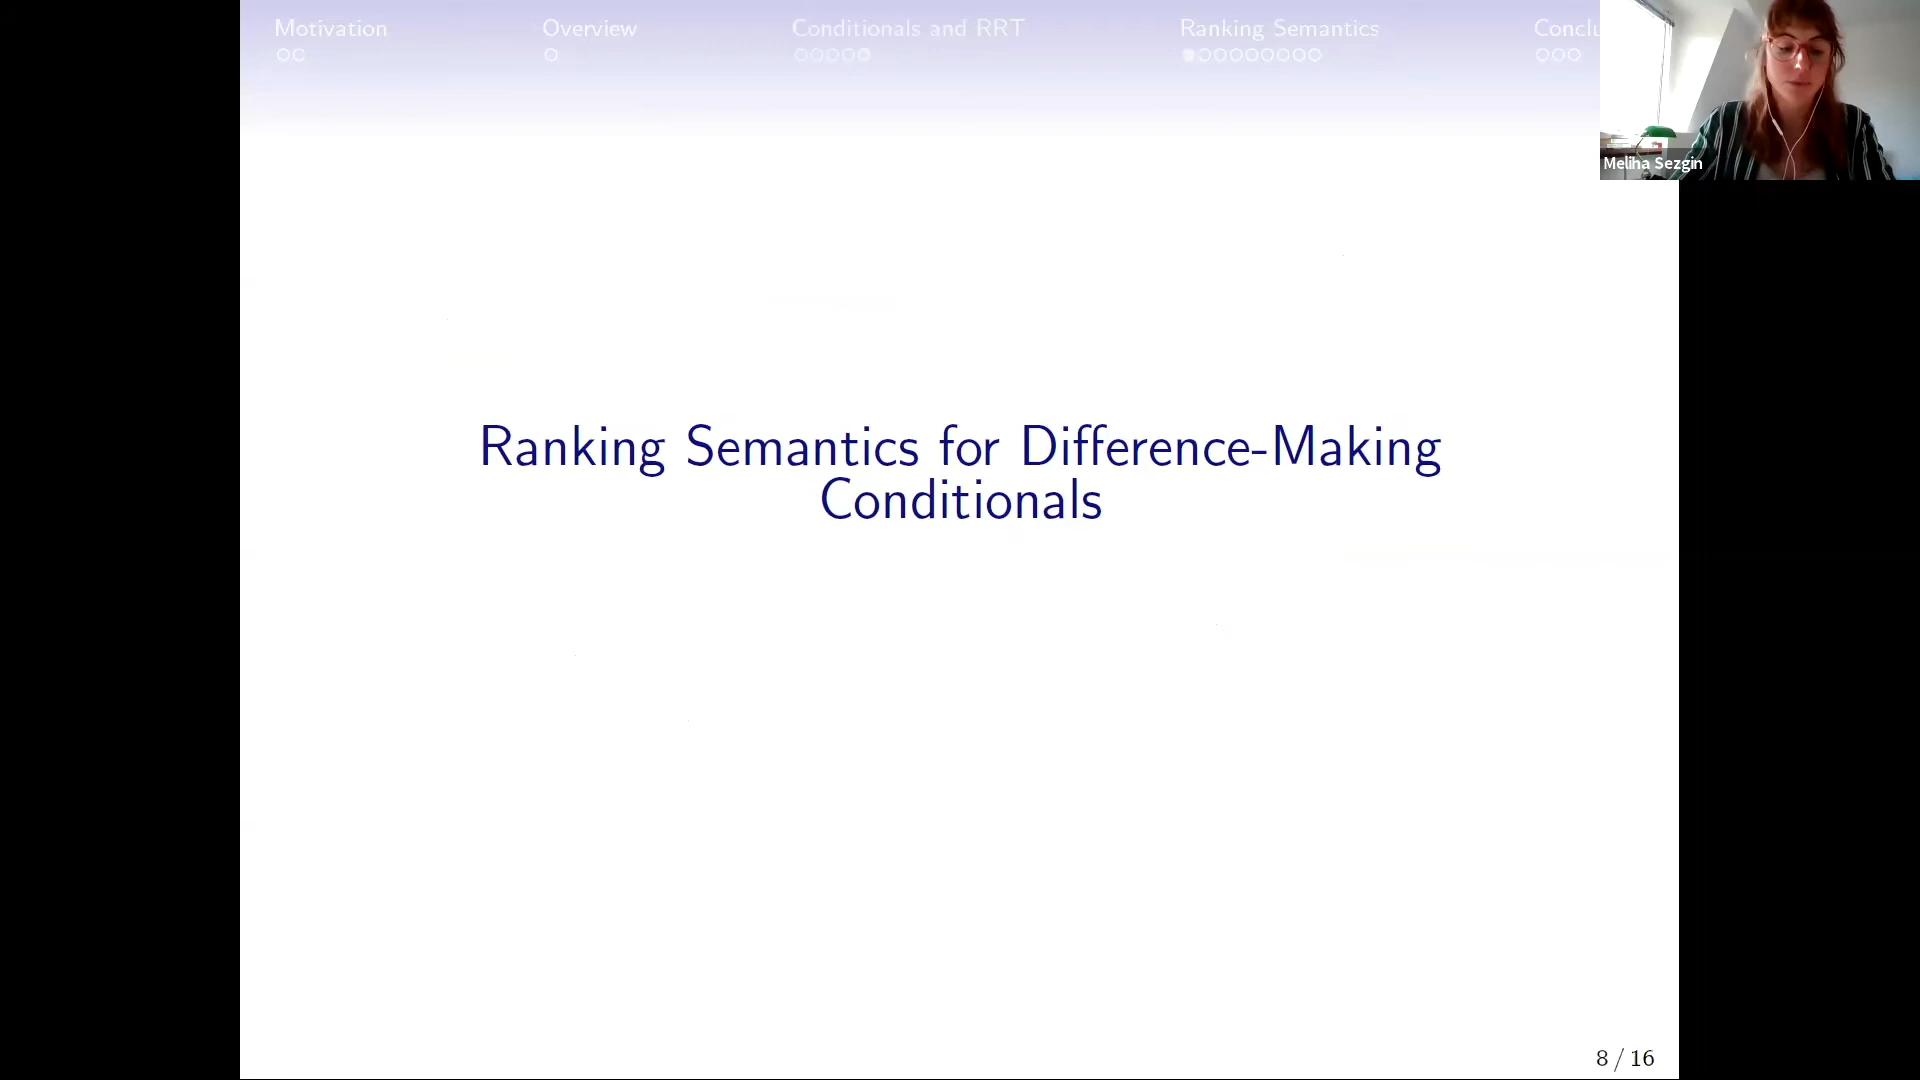 Motivation
Overview
Conditionals and RRT
Ranking Semantics
Conclu
Meliha Sezgin
Ranking Semantics for Difference-Making
Conditionals
8 / 16